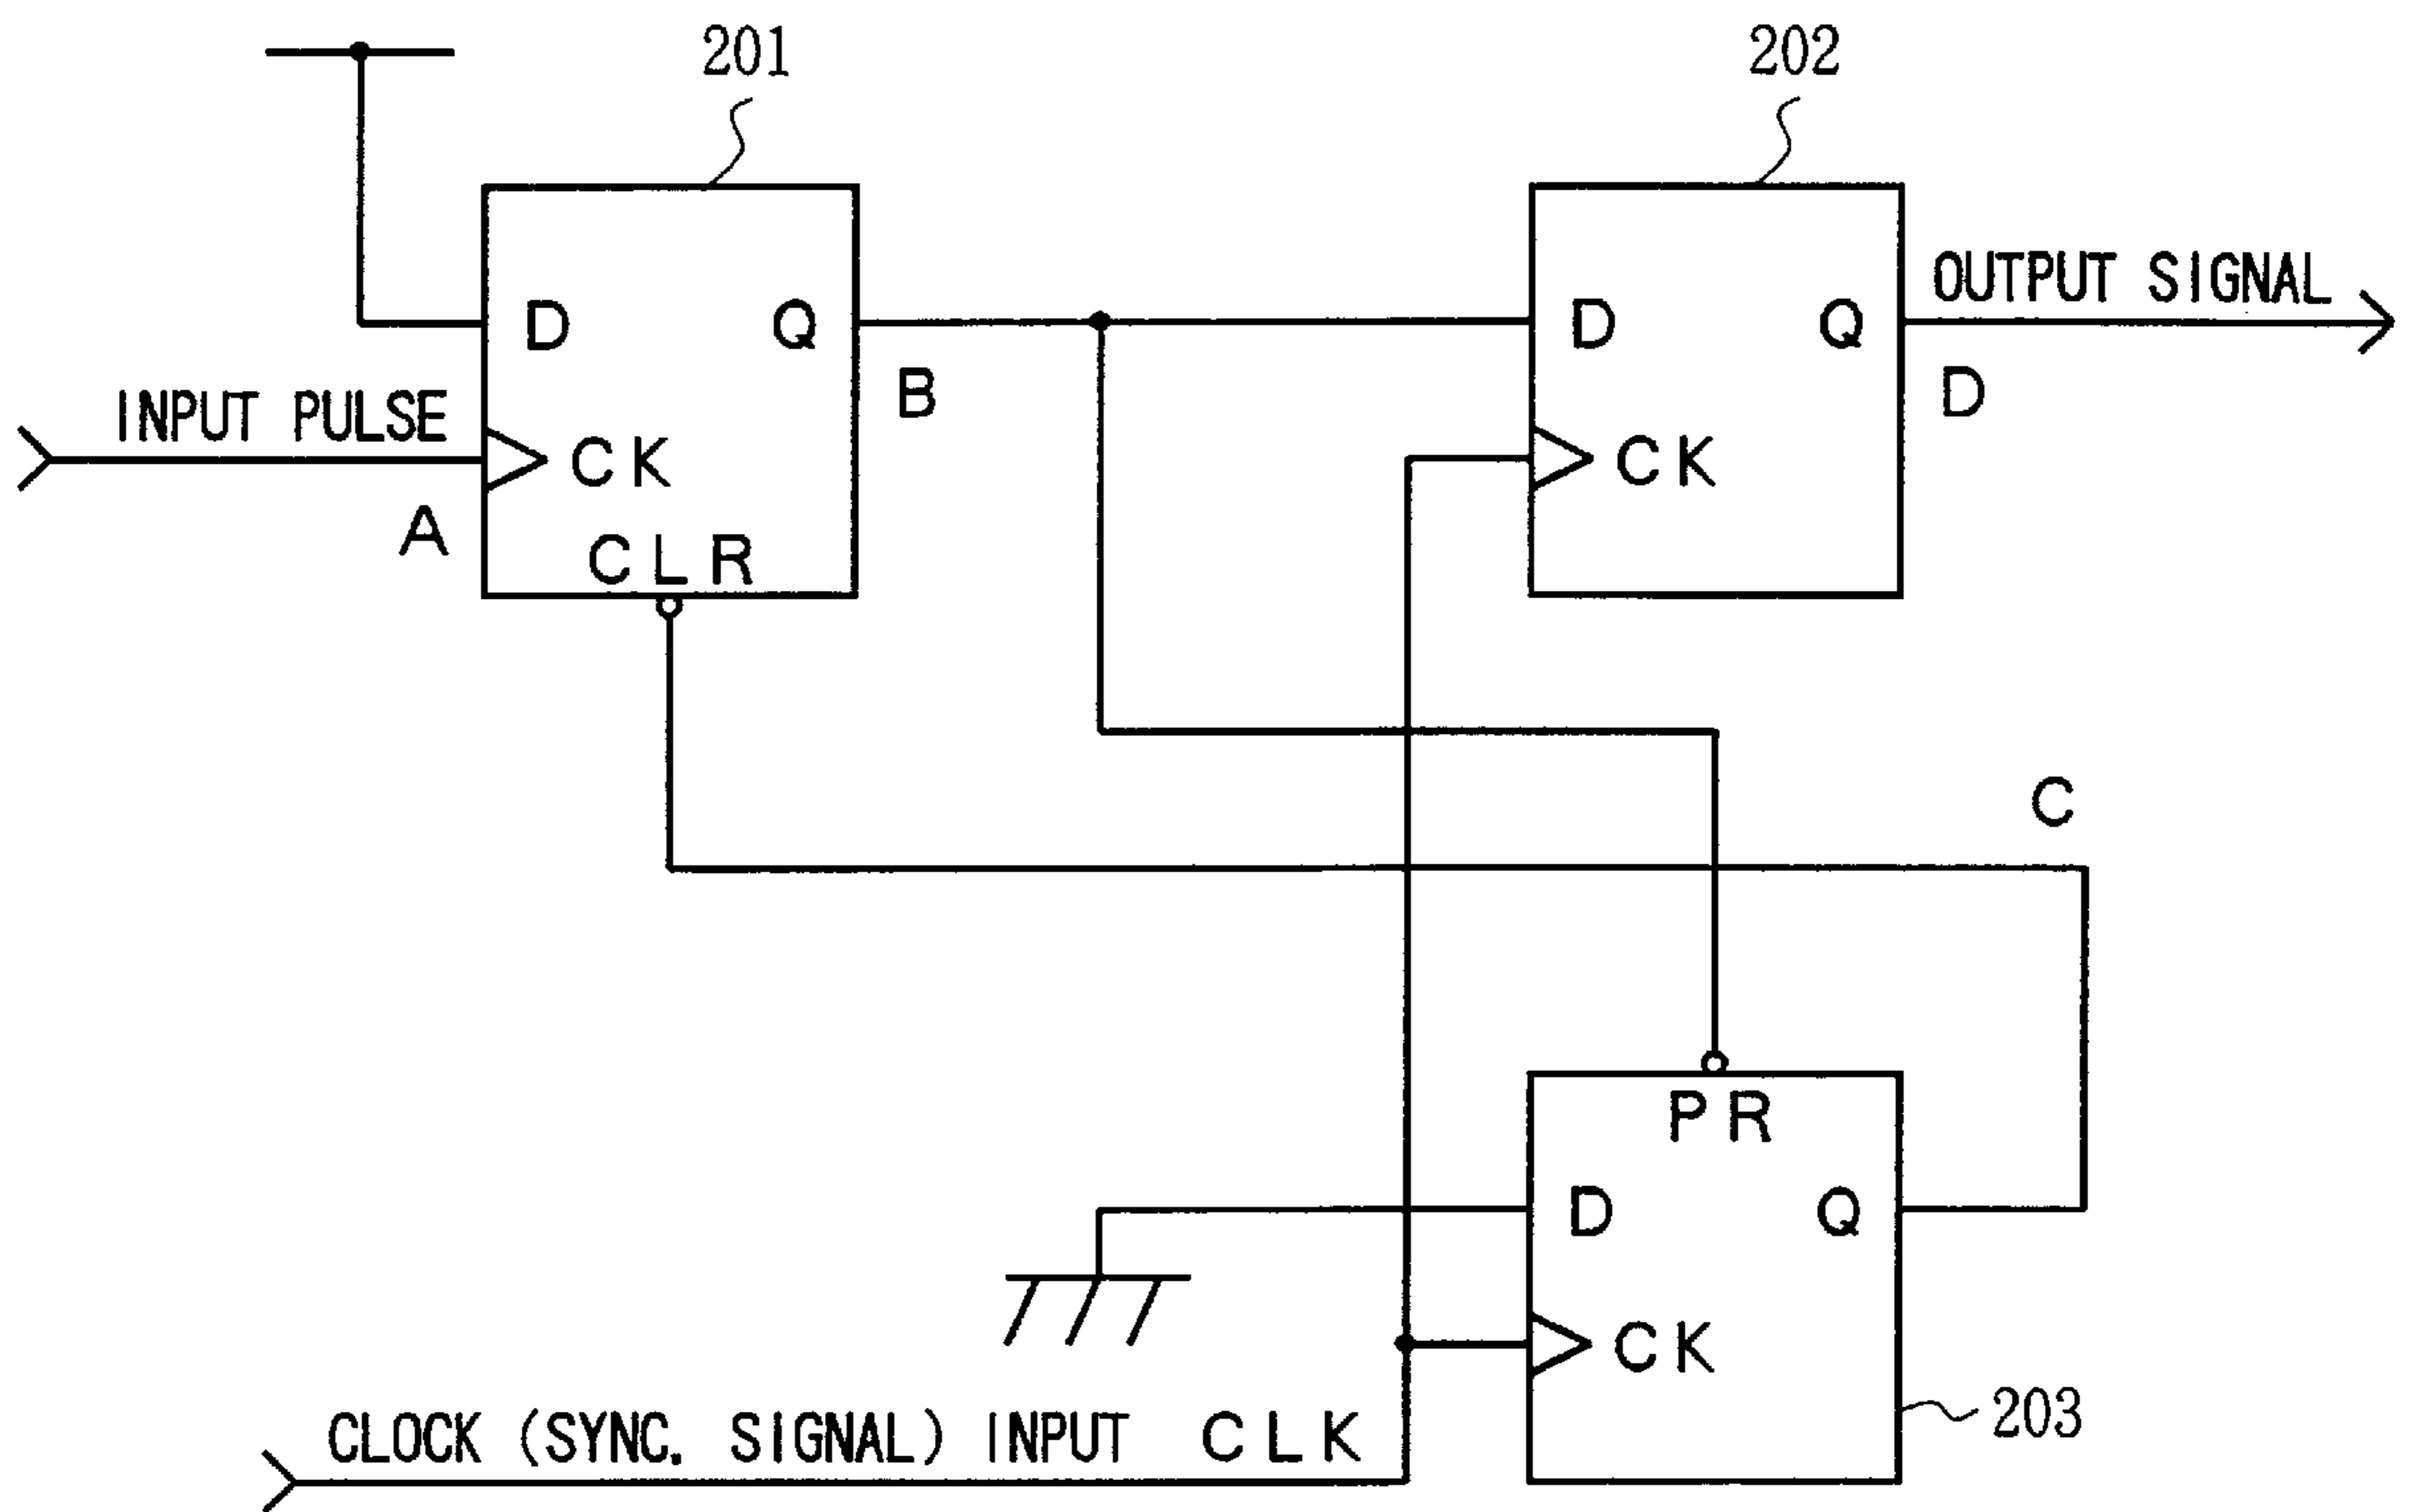 201
202
D
Q
D
Q
OUTPUT SIGNAL
INPUT PULSE
B
D
CK
CK
A
CLR
C
PR
D
Q
CK
203
CLOCK (SYNC. SIGNAL) INPUT CLK